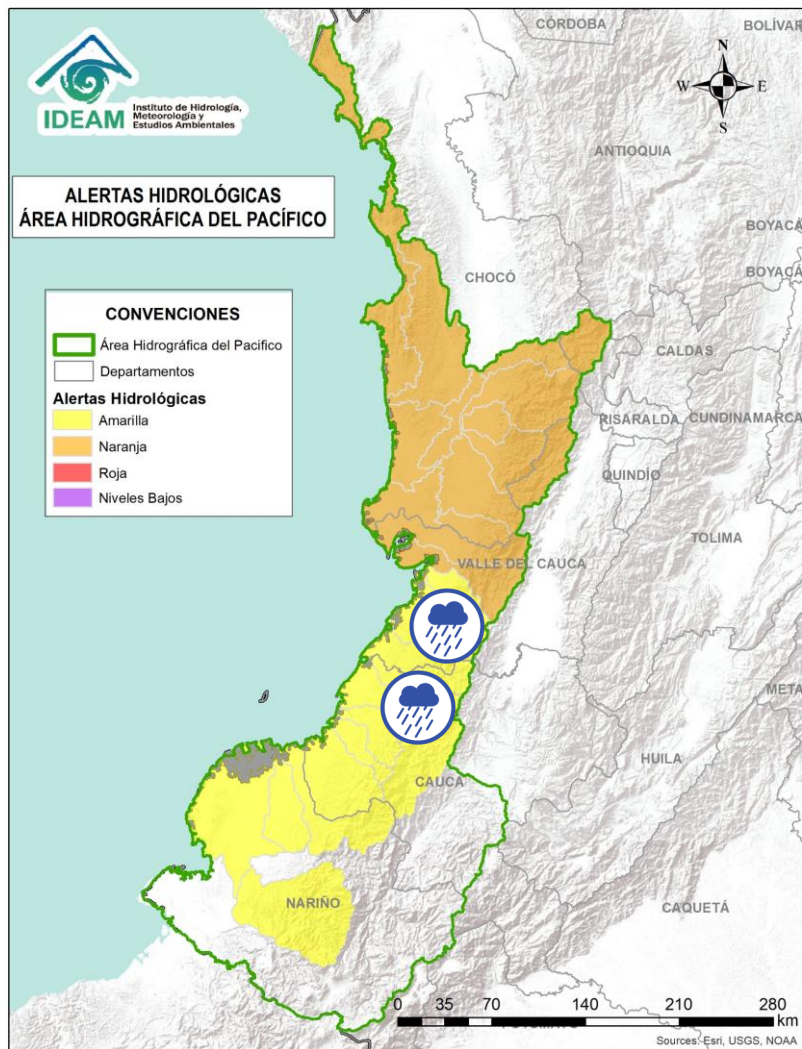 CÓRDOBA
BOLÍVAR
N
W
E
S
IDEAM
Instituto de Hidrología,
Meteorología y
Estudios Ambientales
ANTIOQUIA
ALERTAS HIDROLÓGICAS
ÁREA HIDROGRÁFICA DEL PACÍFICO
BOYACÁ
BOYACÁ
CHOCÓ
CONVENCIONES
Área Hidrográfica del Pacifico
Departamentos
Alertas Hidrológicas
Amarilla
Naranja
Roja
Niveles Bajos
CALDAS
RISARALDA
CUNDINAMARCA
QUINDÍO
TOLIMA
VALLE DEL CAUCA
META
HUILA
CAUCA
NARIÑO
CAQUETÁ
0 35 70 140 210 280
km
Sources: Esri, USGS, NOAA